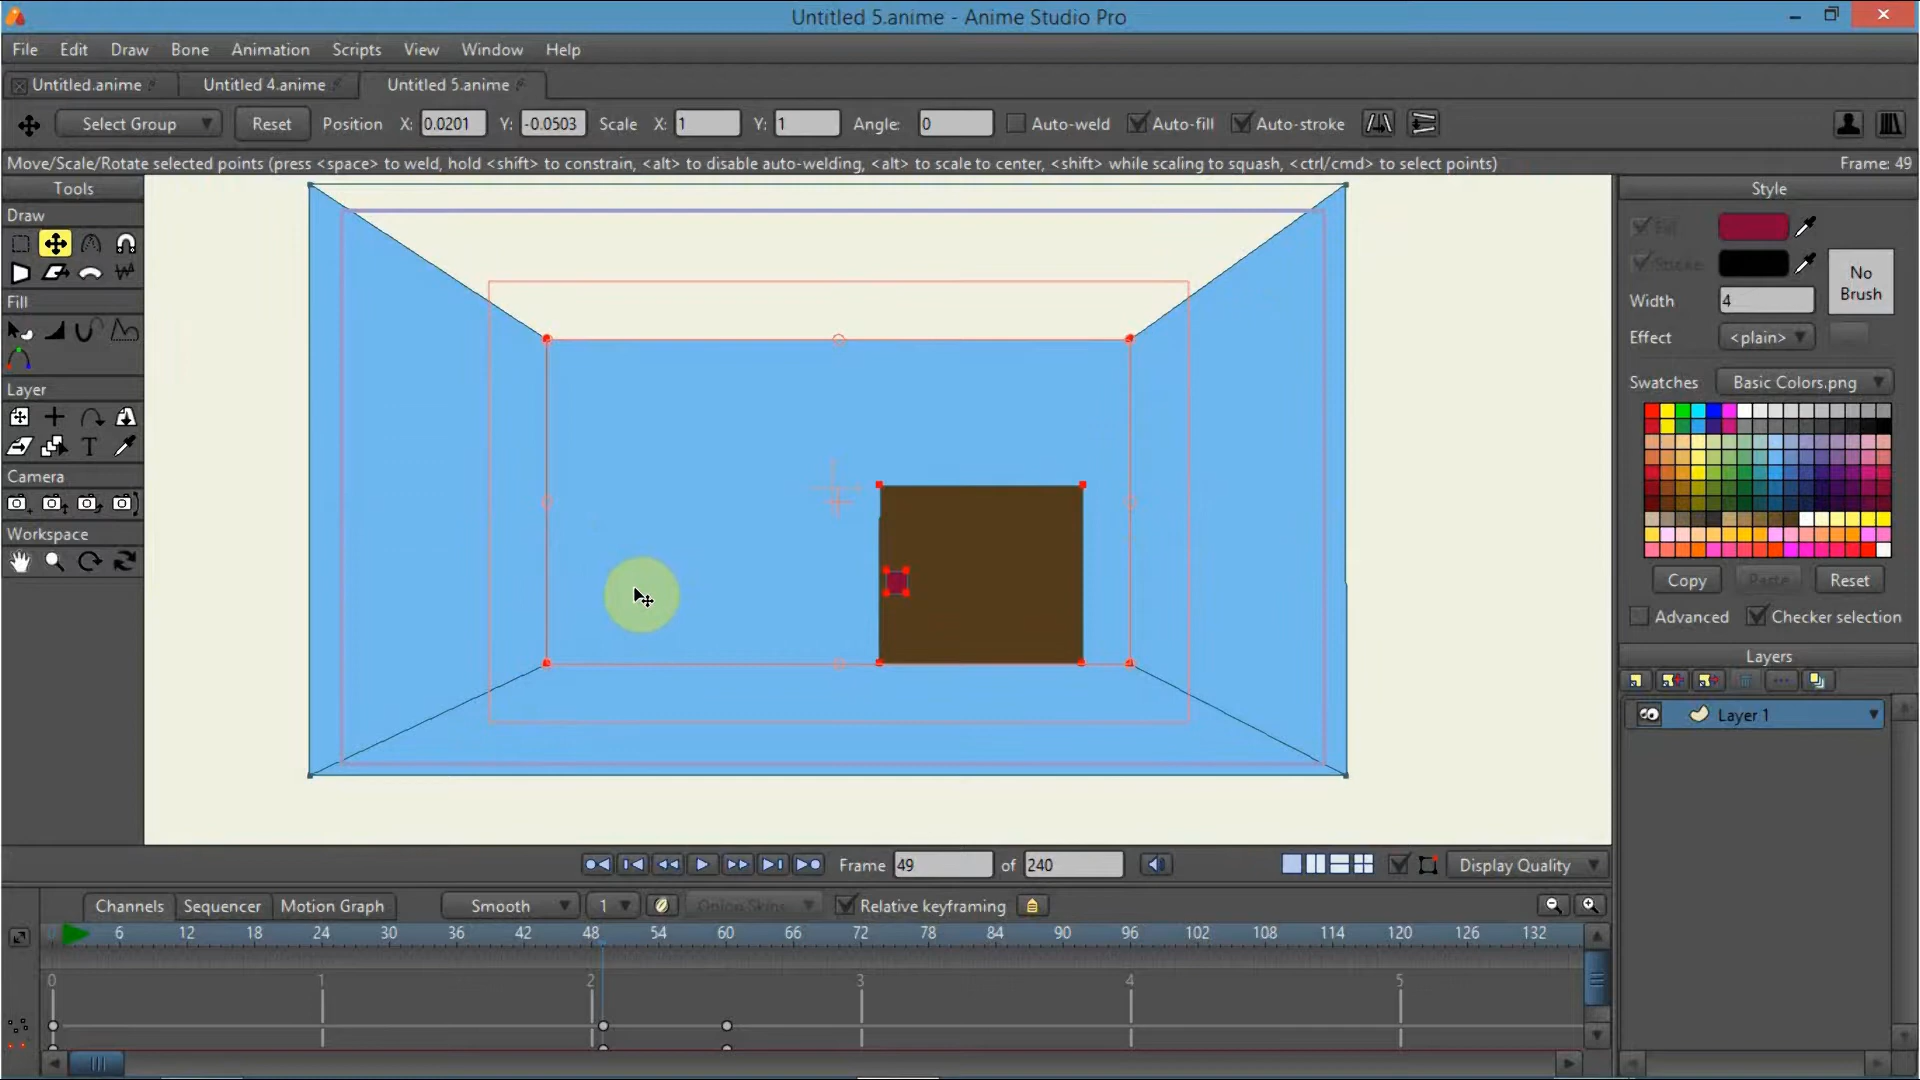 Untitled 5.anime - Anime Studio Pro
File Edit Draw Bone Animation Scripts View Window Help
Untitled.anime Untitled 4.anime Untitled 5.anime
Select Group Reset Position X: 0.0201 Y: -0.0503 Scale X: 1 Y: 1 Angle: 0 Auto-weld Auto-fill Auto-stroke
Move/Scale/Rotate selected points (press <space> to weld, hold <shift> to constrain, <alt> to disable auto-welding, <alt> to scale to center, <shift> while scaling to squash, <ctrl/cmd> to select points) Frame: 49
Tools
Draw
Fill
Layer
T
Camera
Workspace
Style
Fill
Stroke
No Brush
Width 4
Effect <plain>
Swatches Basic Colors.png
Copy Paste Reset
Advanced Checker selection
Layers
Layer 1
Frame 49 of 240 Display Quality
Channels Sequencer Motion Graph Smooth 1 Onion Skins Relative keyframing
0 6 12 18 24 30 36 42 48 54 60 66 72 78 84 90 96 102 108 114 120 126 132
0 1 2 3 4 5